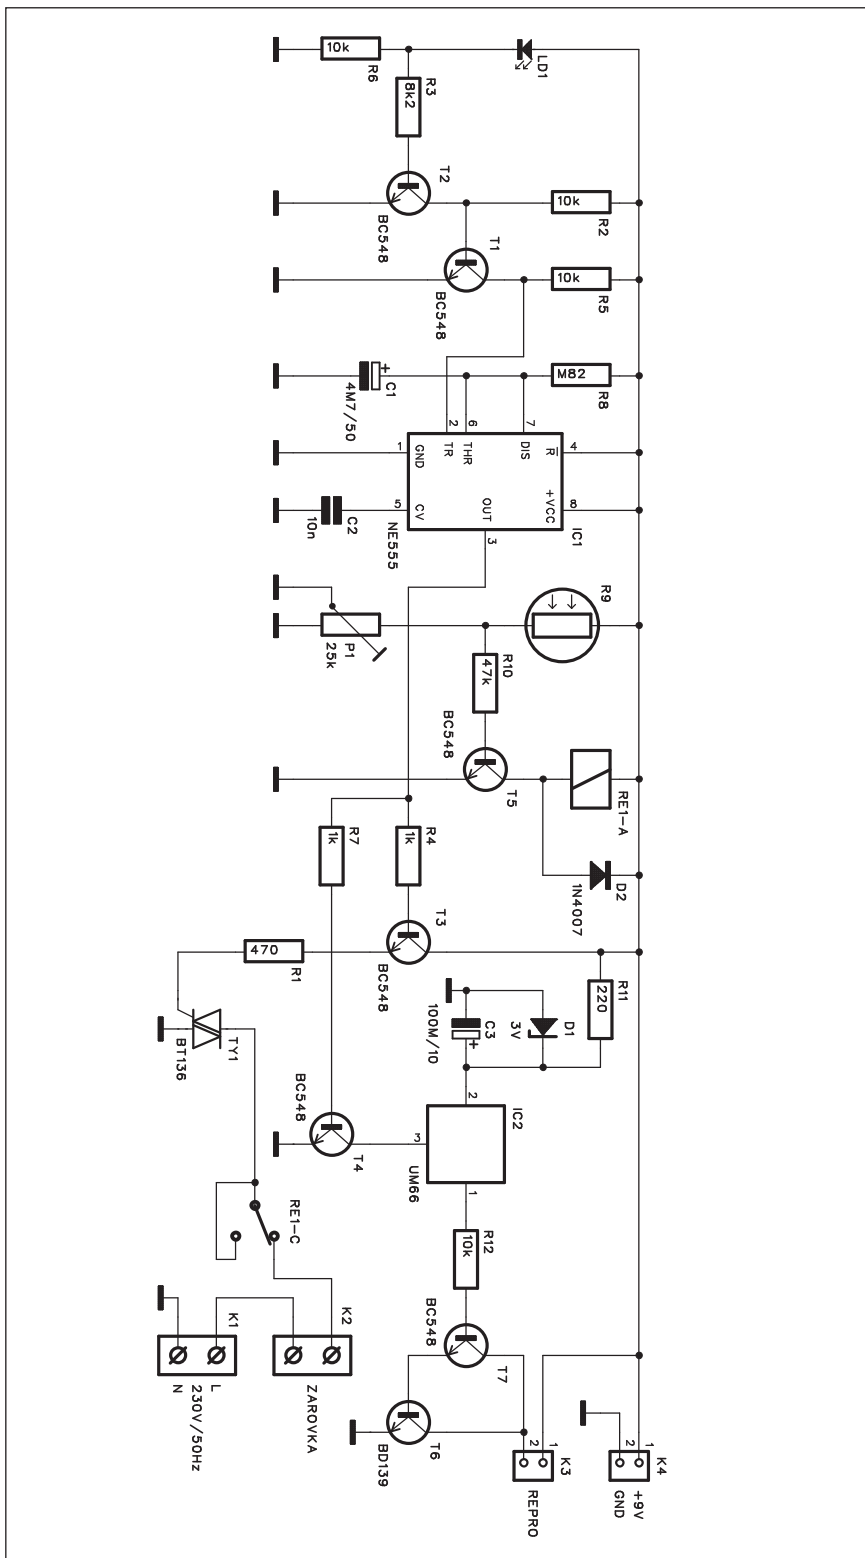 LD1
10k
R6
R3
8k2
T2
BC548
10k
R2
T1
BC548
10k
R5
+
C1
4M7/50
M82
R8
2
6
7
TR
THR
DIS
1
GND
4
R
5
CV
8
+VCC
OUT
3
IC1
NE555
C2
10n
R9
P1
25k
R10
47k
BC548
T5
RE1-A
D2
1N4007
R7
1k
R4
1k
T3
BC548
470
R1
R11
220
C3
100M/10
+
D1
3V
TY1
BT136
BC548
T4
2
IC2
3
UM66
1
RE1-C
R12
10k
BC548
T7
K1
L
N
230V/50Hz
K2
ZAROVKA
T6
BD139
1
2
K3
REPRO
1
2
K4
+9V
GND